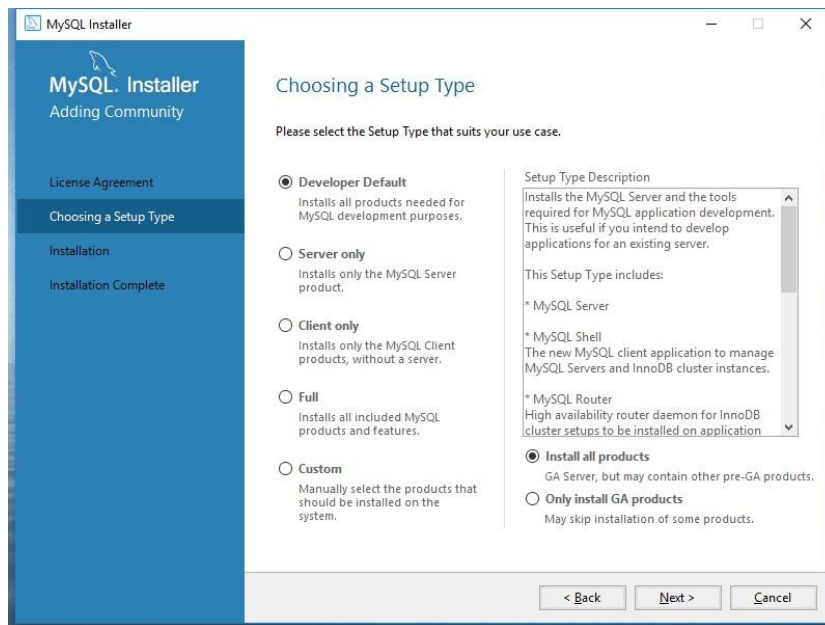 MySQL Installer
MySQL. Installer
Adding Community
License Agreement
Choosing a Setup Type
Installation
Installation Complete
Choosing a Setup Type
Please select the Setup Type that suits your use case.
Developer Default
Installs all products needed for
MySQL development purposes.
Server only
Installs only the MySQL Server
product.
Client only
Installs only the MySQL Client
products, without a server.
Full
Installs all included MySQL
products and features.
Custom
Manually select the products that
should be installed on the
system.
Setup Type Description
Installs the MySQL Server and the tools
required for MySQL application development.
This is useful if you intend to develop
applications for an existing server.
This Setup Type includes:
* MySQL Server
* MySQL Shell
The new MySQL client application to manage
MySQL Servers and InnoDB cluster instances.
* MySQL Router
High availability router daemon for InnoDB
cluster setups to be installed on application
Install all products
GA Server, but may contain other pre-GA products.
Only install GA products
May skip installation of some products.
< Back
Next >
Cancel